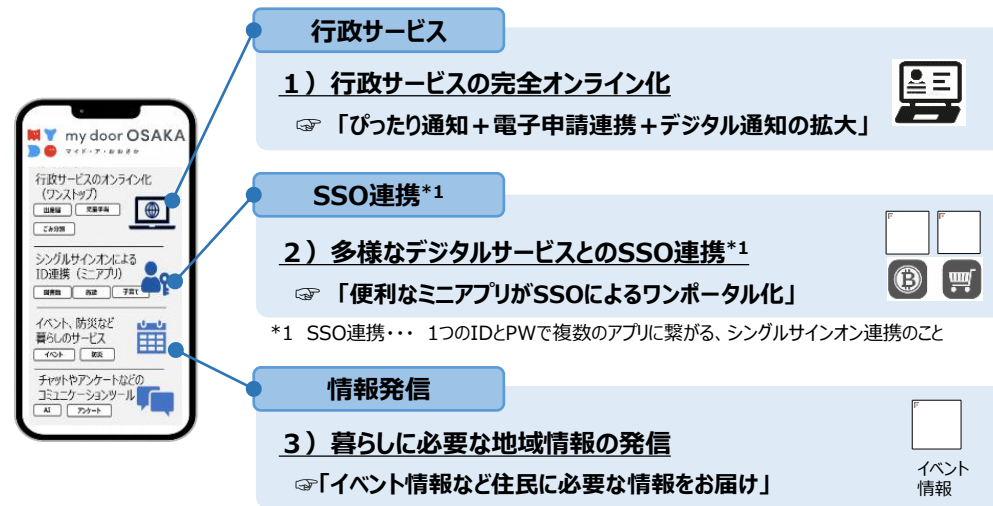 my door OSAKA
マイド・ア・おおさか
行政サービスのオンライン化
(ワンストップ)
出産届 児童手当
ごみ分別
シングルサインオンによる
ID連携(ミニアプリ)
図書館 子育て
イベント、防災など
暮らしのサービス
イベント 防災
チャットやアンケートなどの
コミュニケーションツール
AI アンケート
行政サービス
1)行政サービスの完全オンライン化
☞「ぴったり通知+電子申請連携+デジタル通知の拡大」
SSO連携*1
2)多様なデジタルサービスとのSSO連携*1
☞「便利なミニアプリがSSOによるワンポータル化」
*1 SSO連携・・・ 1つのIDとPWで複数のアプリに繋がる、シングルサインオン連携のこと
情報発信
3)暮らしに必要な地域情報の発信
☞「イベント情報など住民に必要な情報をお届け」
イベント
情報